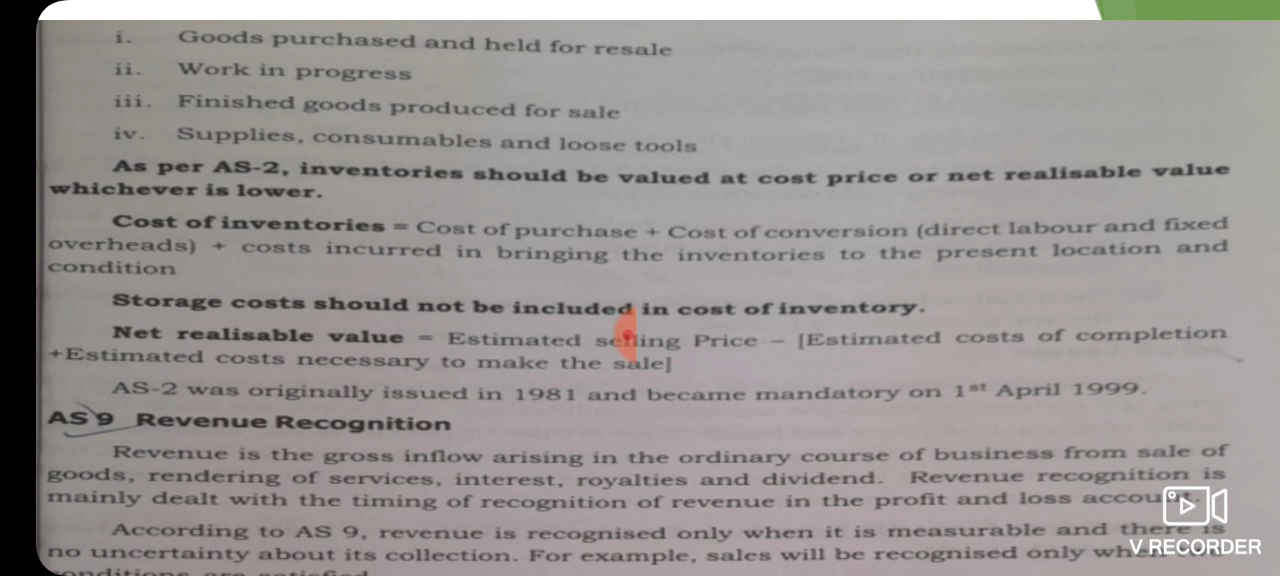 i. Goods purchased and held for resale
ii. Work in progress
iii. Finished goods produced for sale
iv. Supplies, consumables and loose tools
As per AS-2, inventories should be valued at cost price or net realisable value
whichever is lower.
Cost of inventories = Cost of purchase + Cost of conversion (direct labour and fixed
overheads) + costs incurred in bringing the inventories to the present location and
condition
Storage costs should not be included in cost of inventory.
Net realisable value = Estimated selling Price – [Estimated costs of completion
+Estimated costs necessary to make the sale]
AS-2 was originally issued in 1981 and became mandatory on 1st April 1999.
AS 9 Revenue Recognition
Revenue is the gross inflow arising in the ordinary course of business from sale of
goods, rendering of services, interest, royalties and dividend. Revenue recognition is
mainly dealt with the timing of recognition of revenue in the profit and loss account.
According to AS 9, revenue is recognised only when it is measurable and there is
no uncertainty about its collection. For example, sales will be recognised only
V RECORDER